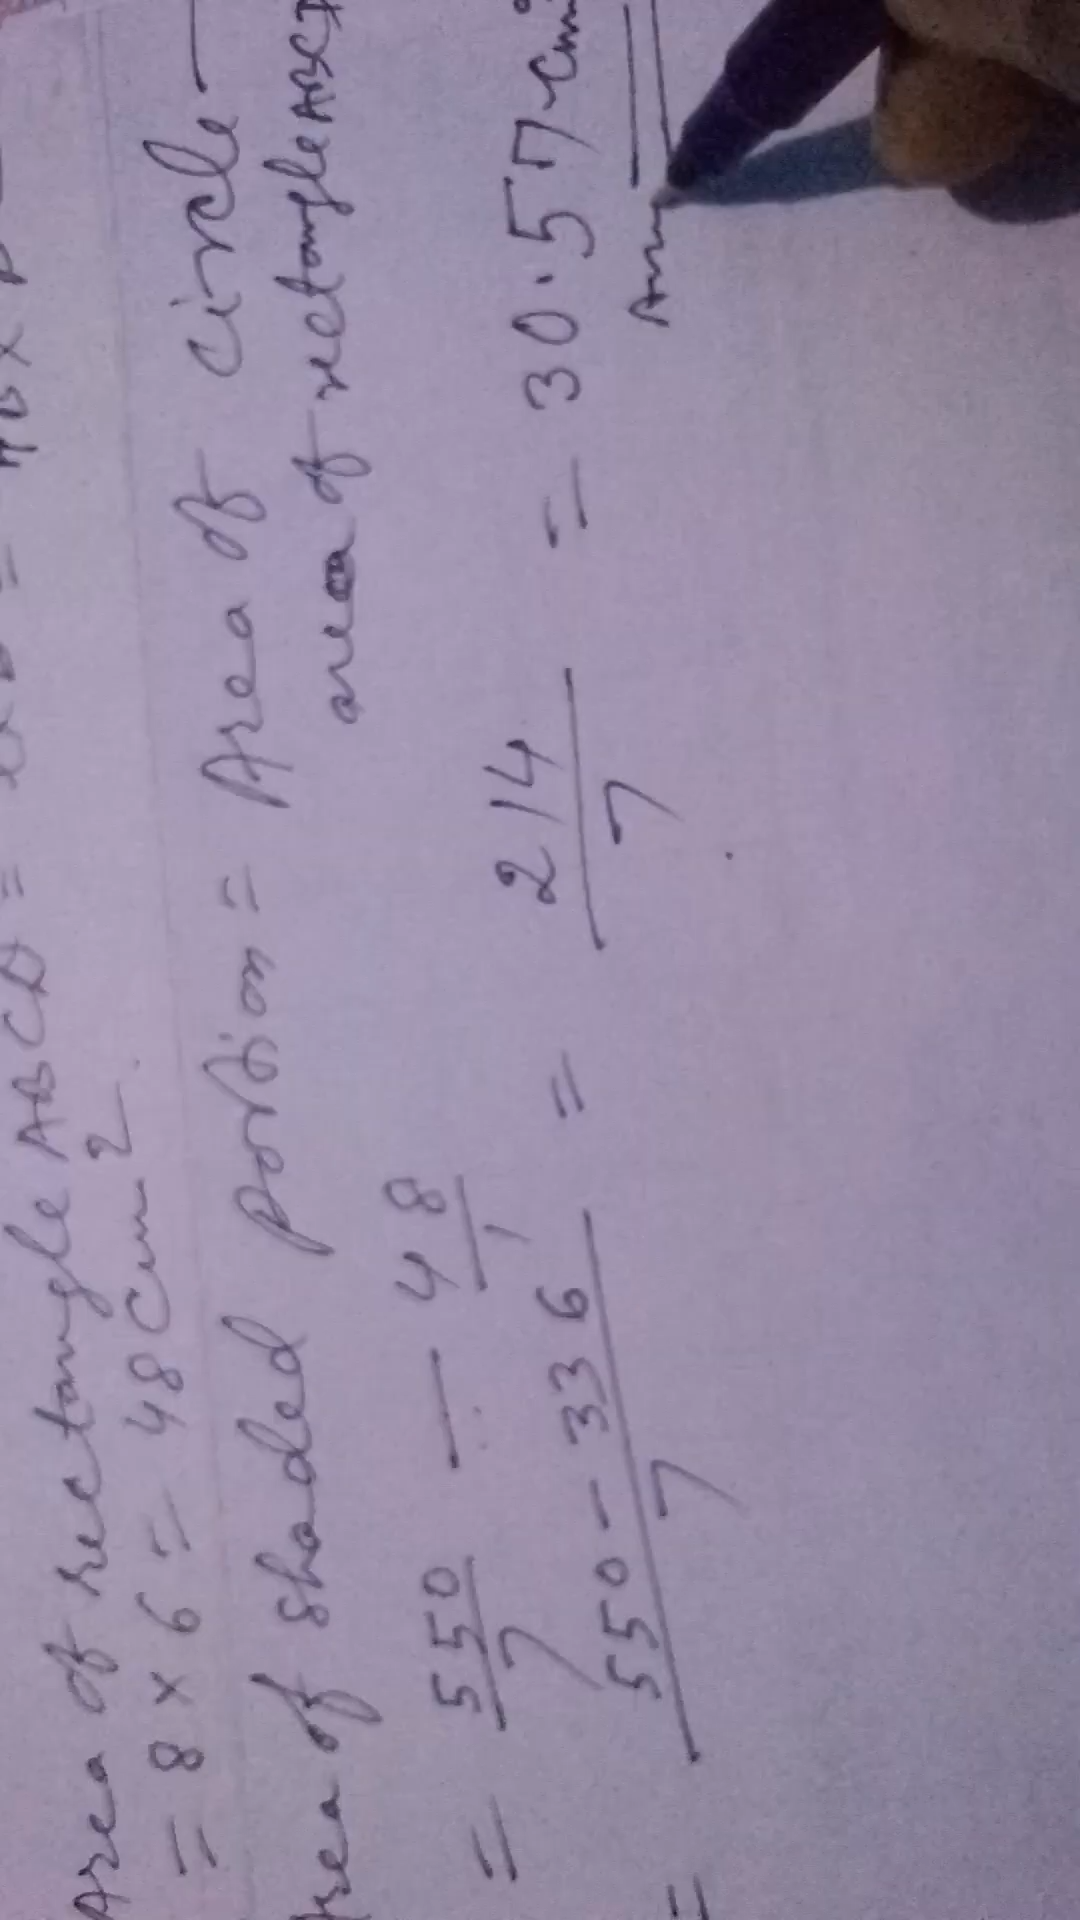 Area of rectangle ABCD = l×b = AB×
= 8 × 6 = 48 cm2.
Area of shaded portion = Area of circle —
area of rectangle ABCD
= 550/7 — 48/1
= 550 - 336/7 = 214/7 = 30.57 cm2
Ans